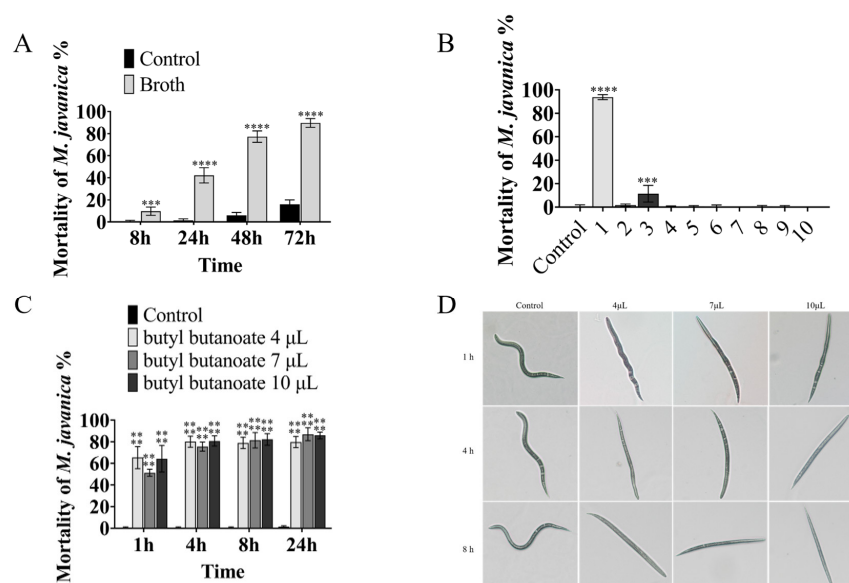 A
Mortality of M. javanica %
Control
Broth
100
80
60
40
20
0
8h 24h 48h 72h
*** **** **** ****
Time
B
Mortality of M. javanica %
100
80
60
40
20
0
**** ***
Control 1 2 3 4 5 6 7 8 9 10
C
Mortality of M. javanica %
Control
butyl butanoate 4 μL
butyl butanoate 7 μL
butyl butanoate 10 μL
100
80
60
40
20
0
** ** ** ** ** ** ** ** ** ** ** **
** ** ** ** ** ** ** ** ** ** ** **
1h 4h 8h 24h
Time
D
Control 4μL 7μL 10μL
1 h
4 h
8 h